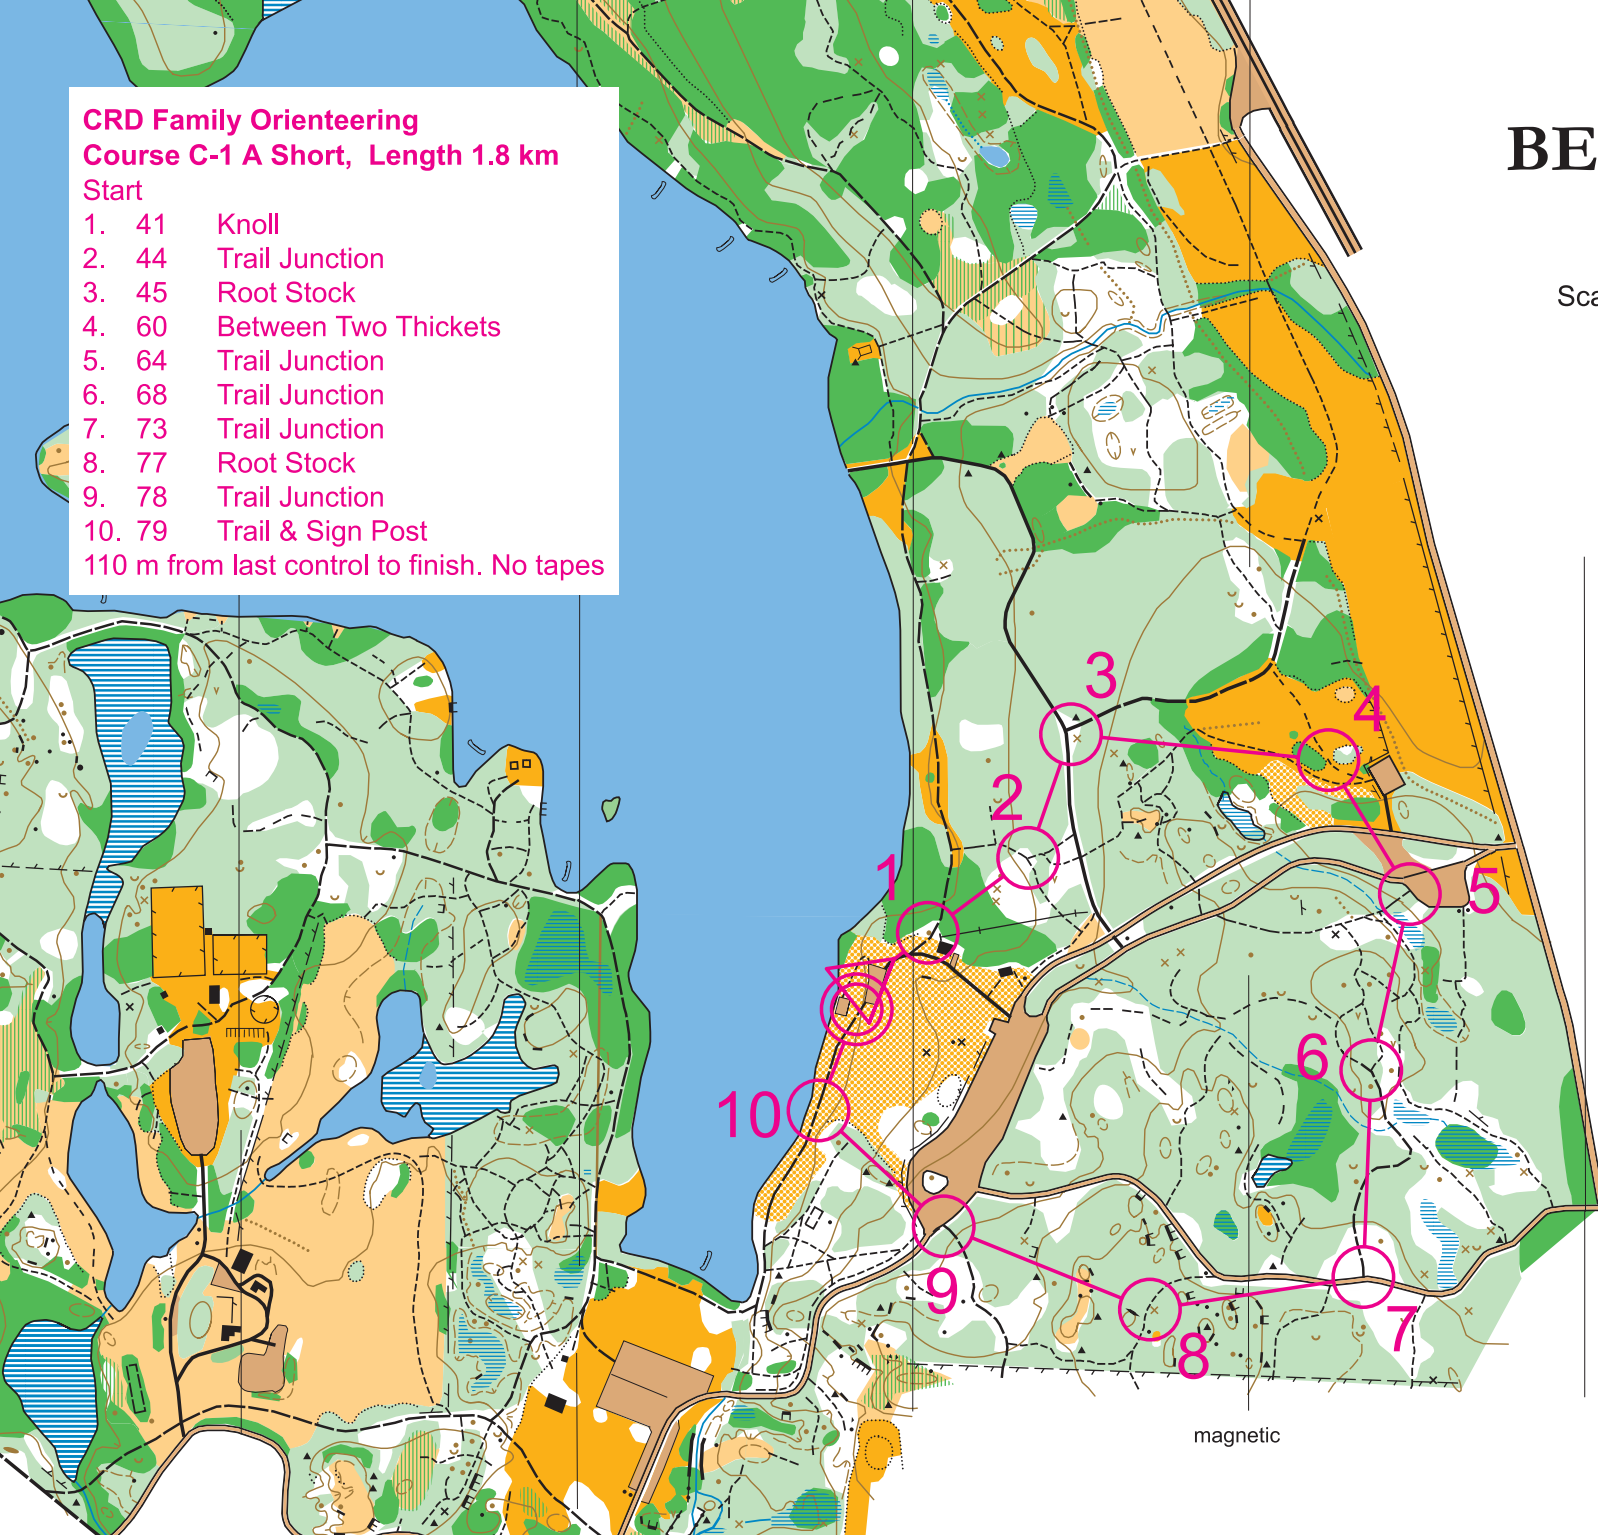 CRD Family Orienteering
Course C-1 A Short, Length 1.8 km
Start
1. 41 Knoll
2. 44 Trail Junction
3. 45 Root Stock
4. 60 Between Two Thickets
5. 64 Trail Junction
6. 68 Trail Junction
7. 73 Trail Junction
8. 77 Root Stock
9. 78 Trail Junction
10. 79 Trail & Sign Post
110 m from last control to finish. No tapes
BE
Sca
3
4
2
1
5
6
10
9
7
8
magnetic